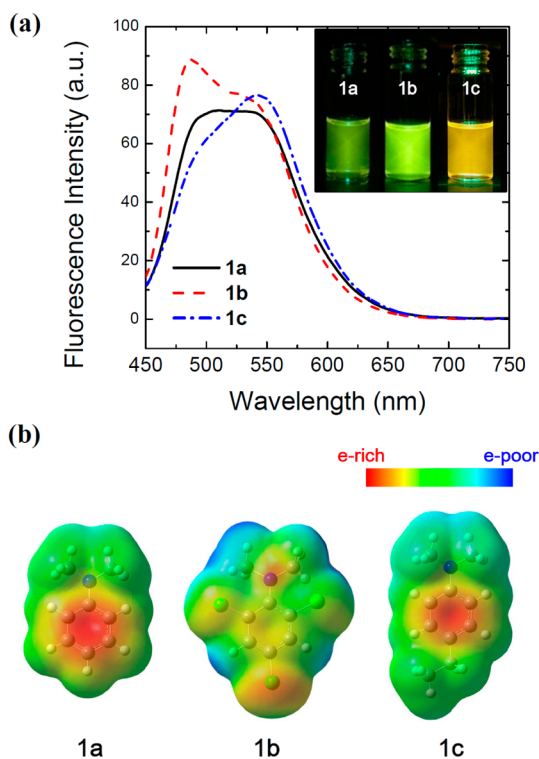 (a)
Fluorescence Intensity (a.u.)
100
80
60
40
20
0
1a 1b 1c
1a
1b
1c
450 500 550 600 650 700 750
Wavelength (nm)
(b)
e-rich e-poor
1a 1b 1c